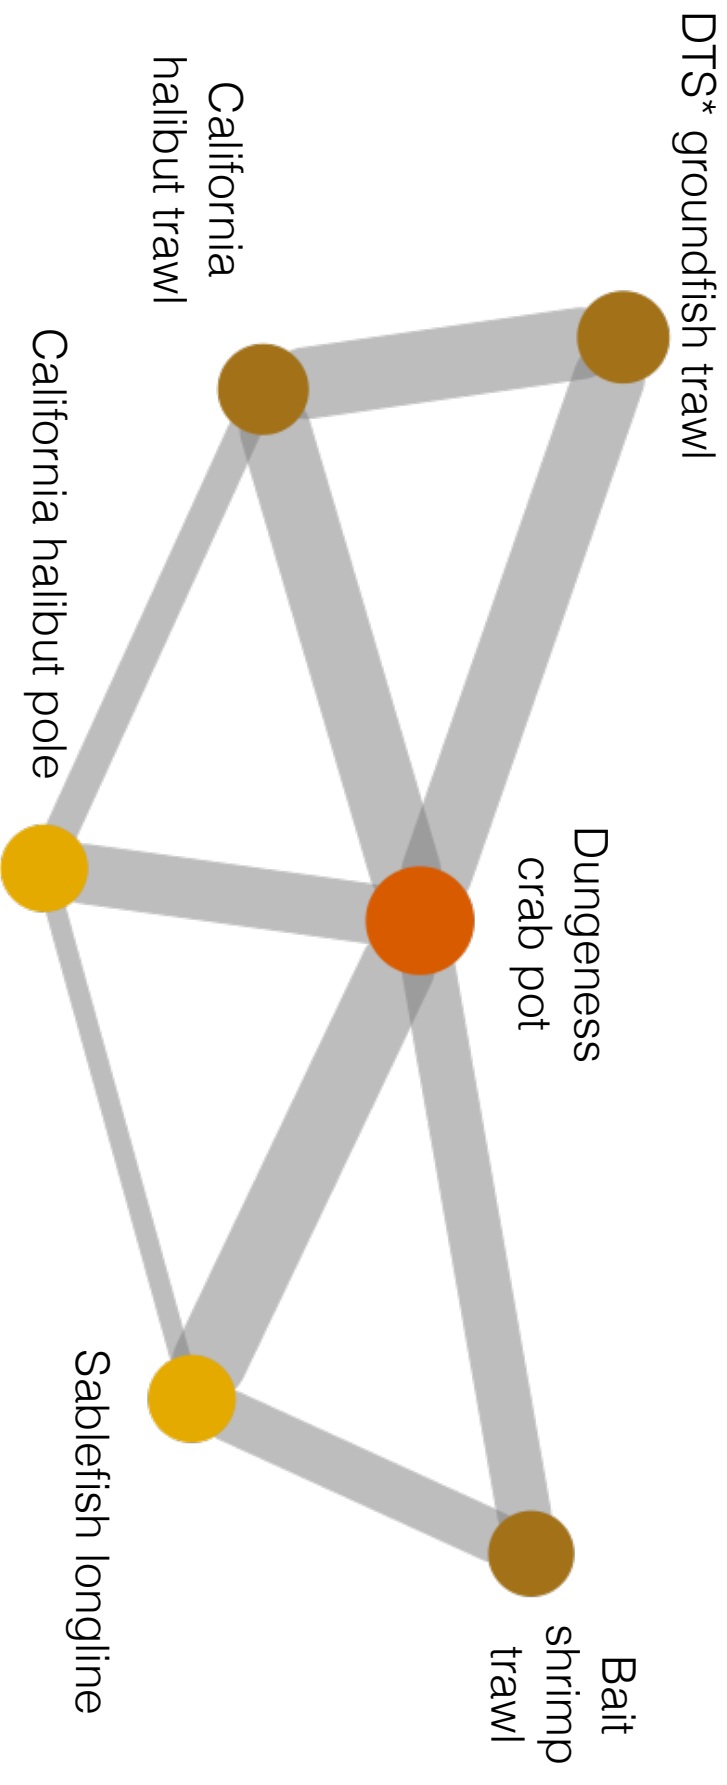 DTS* groundfish trawl
California
halibut trawl
Dungeness
crab pot
California halibut pole
Bait
shrimp
trawl
Sablefish longline